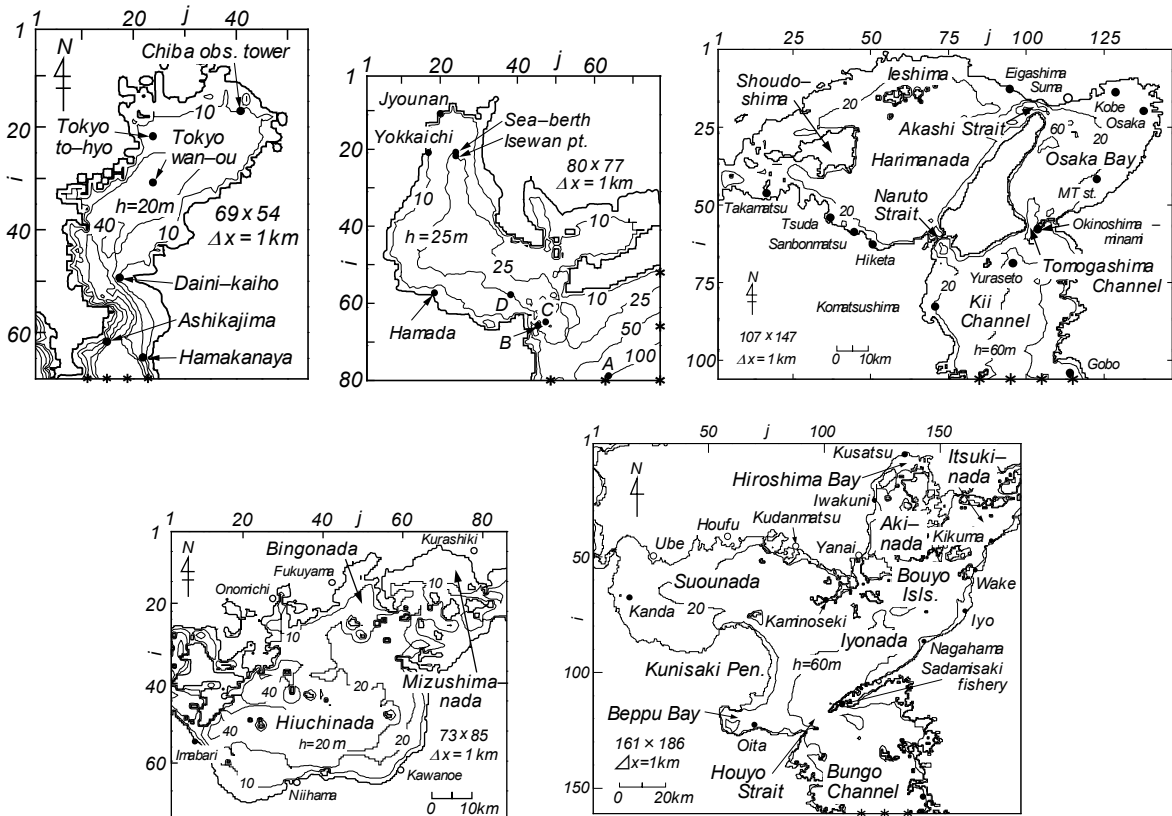 1 20 j 40
1
N
Chiba obs. tower
0
10
20
Tokyo
to–hyo
Tokyo
wan–ou
i
h=20m
69 x 54
Δx = 1km
40
10
40
Daini–kaiho
60
Ashikajima
Hamakanaya
1 20 j 40 60
1
N
Jyounan
Sea–berth
Isewan pt.
Yokkaichi
20
80 x 77
Δx = 1km
10
10
10
40
h = 25m
25
i
10
25
D
60
C
50
Hamada
B
A
100
80
1 25 50 75 j 100 125
1
Shoudo–
shima
Ieshima
20
Eigashima
Suma
Kobe
Osaka
25
Akashi Strait
60
20
Harimanada
Osaka Bay
MT st.
i
Naruto
Strait
Takamatsu
20
Tsuda
Sanbonmatsu
Hiketa
Okinoshima–
minami
Yuraseto
Tomogashima
Channel
75
N
Komatsushima
20
Kii
Channel
107 × 147
Δx = 1km
0 10km
h=60m
100
Gobo
1 20 40 j 60 80
1
N
Bingonada
Kurashiki
Fukuyama
10
Onomichi
20
10
i
20
Mizushima–
nada
40
40
Hiuchinada
73 x 85
Δx = 1km
40
h=20m
20
Imabari
60
10
Kawanoe
Niihama
0 10km
1 50 j 100 150
1
N
Kusatsu
Itsuki–
nada
Hiroshima Bay
Iwakuni
Houfu
Kudanmatsu
Aki–
nada
Kikuma
Ube
Yanai
50
Suounada
Bouyo
Isls.
Wake
Kanda
20
Kaminoseki
Iyo
i
Iyonada
Nagahama
Kunisaki Pen.
h=60m
Sadamisaki
fishery
100
Beppu Bay
Oita
161 × 186
Δx=1km
Houyo
Strait
Bungo
Channel
0 20km
150